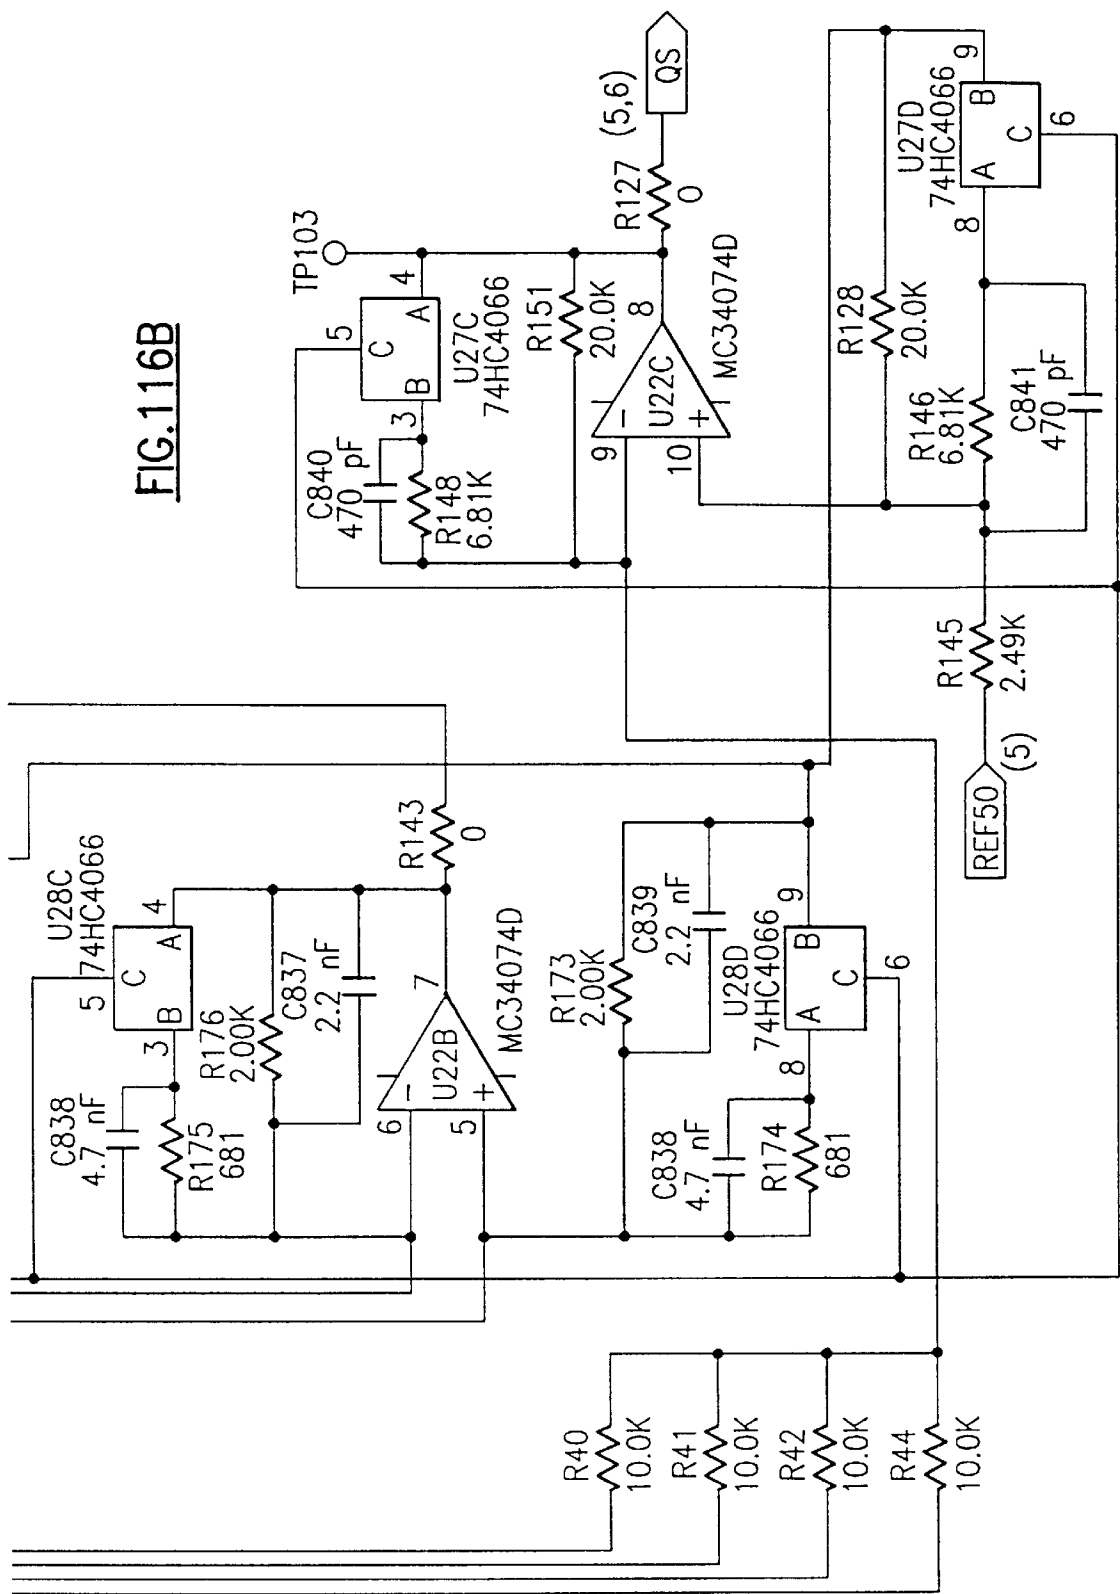 FIG.116B
TP103
5
C
B
A
4
3
U27C
74HC4066
C840
470 pF
R148
6.81K
R151
20.0K
9
10
−
+
U22C
8
MC34074D
R127
0
(5,6)
QS
U27D
74HC4066
A
B
C
8
9
6
R128
20.0K
R146
6.81K
C841
470 pF
R145
2.49K
REF50
(5)
U28C
74HC4066
5
C
B
A
4
3
C838
4.7 nF
R175
681
R176
2.00K
C837
2.2 nF
6
5
−
+
U22B
7
MC34074D
R143
0
R173
2.00K
C839
2.2 nF
U28D
74HC4066
A
B
C
8
9
6
C838
4.7 nF
R174
681
R40
10.0K
R41
10.0K
R42
10.0K
R44
10.0K